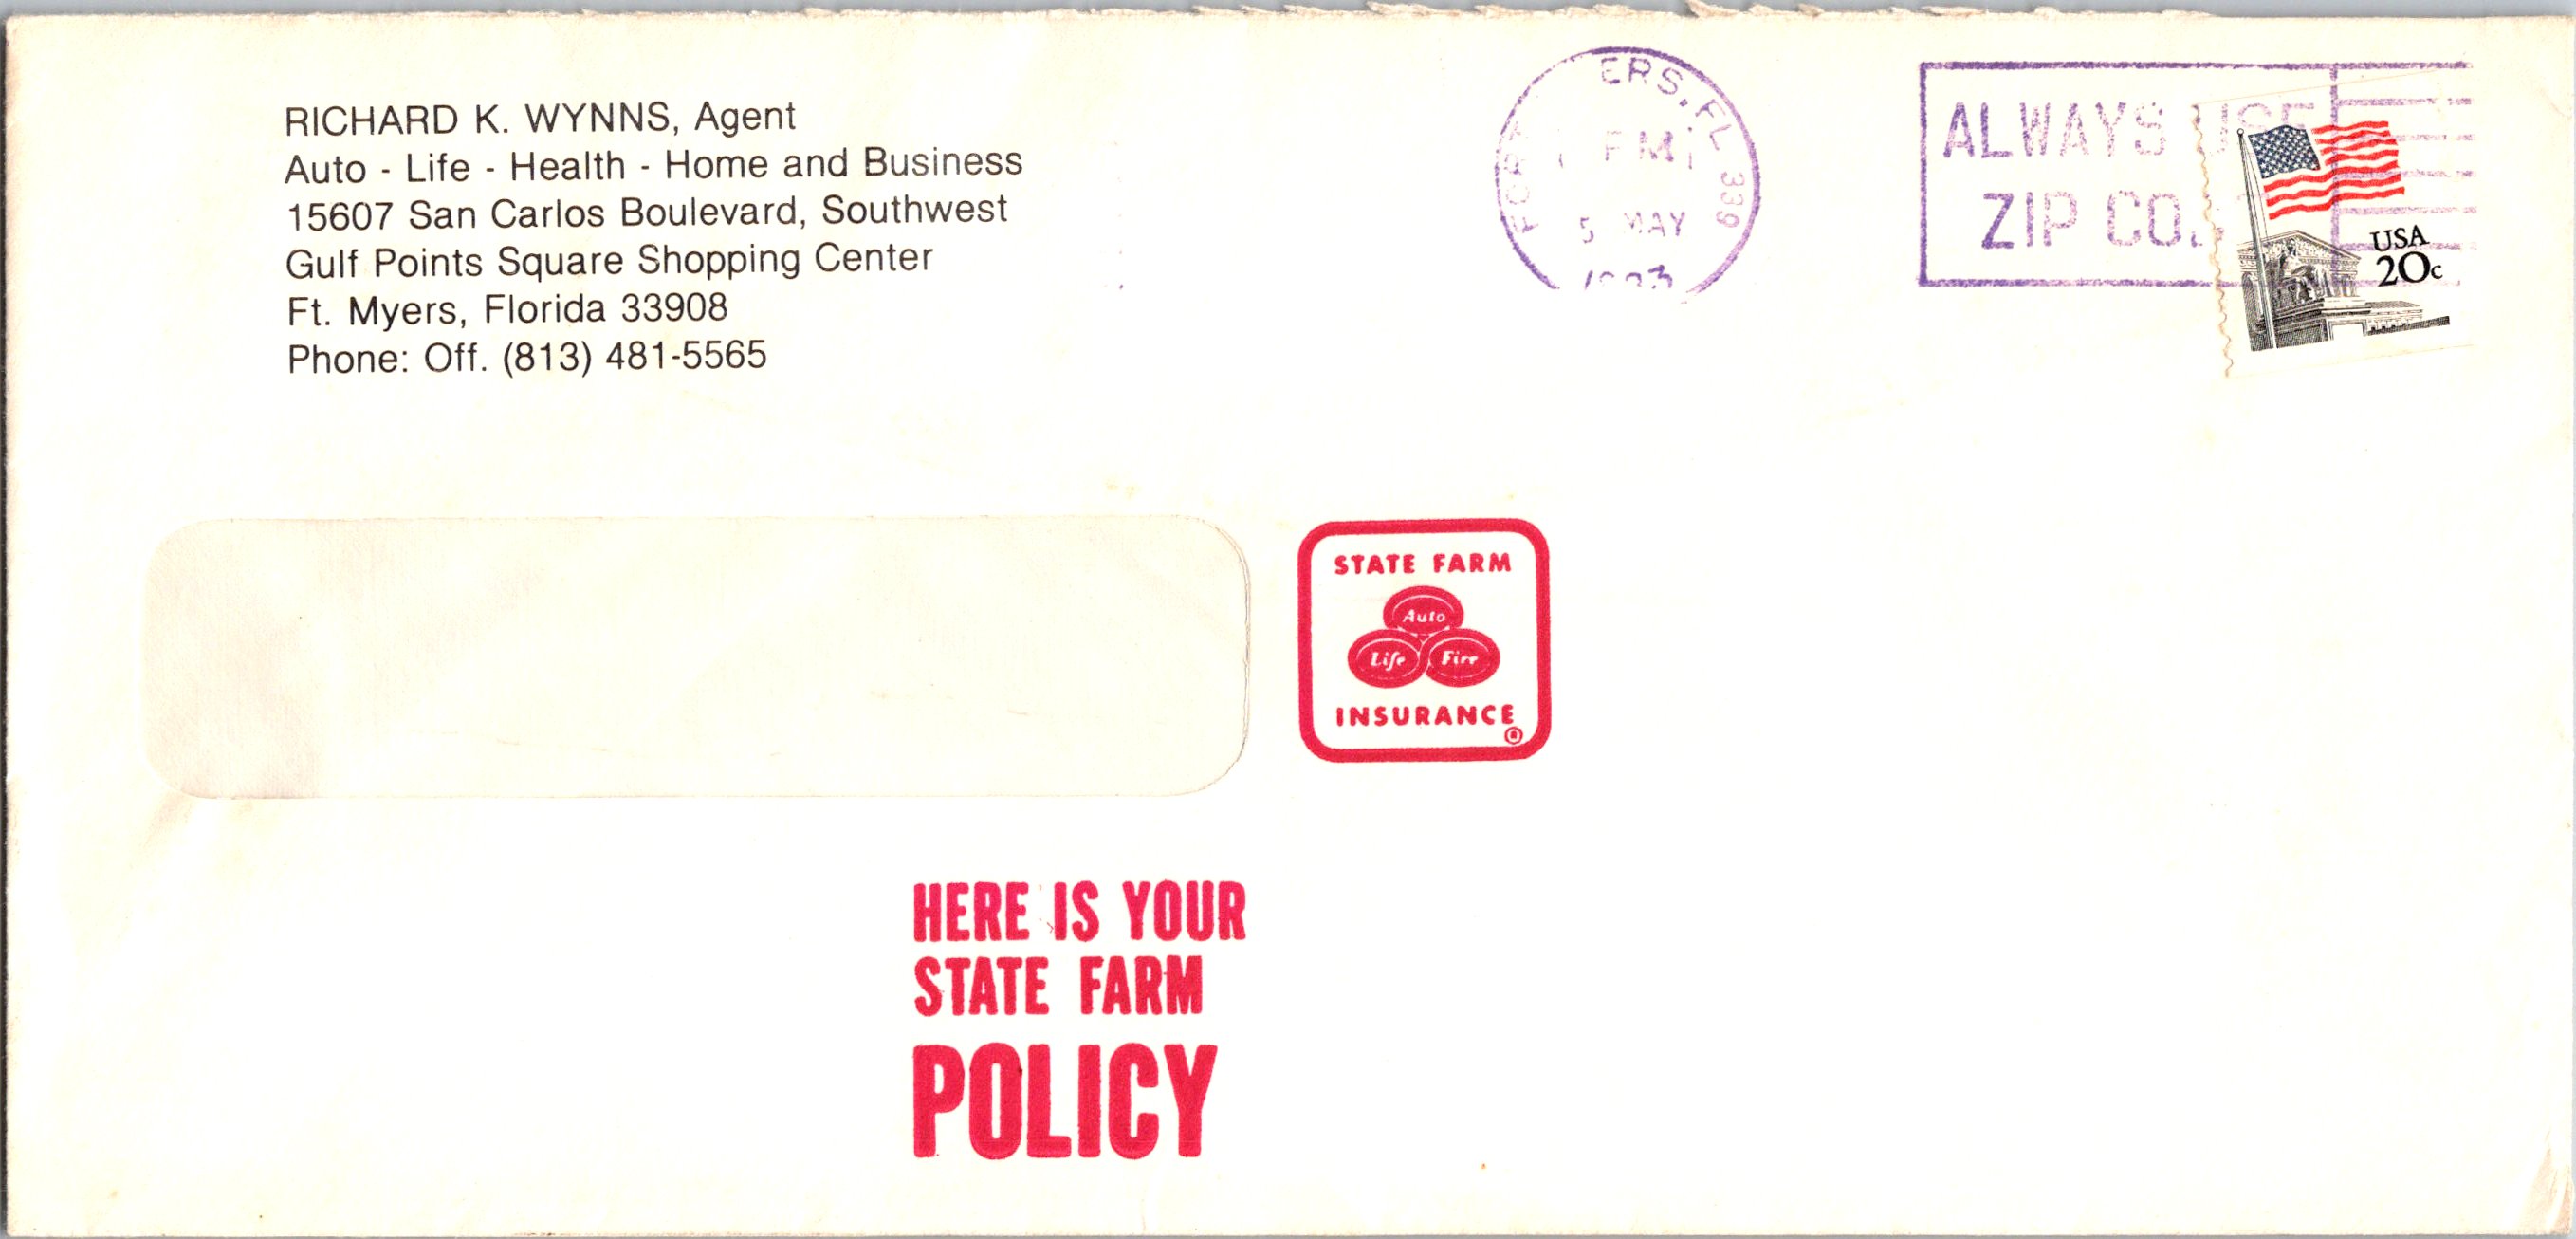 RICHARD K. WYNNS, Agent
Auto - Life - Health - Home and Business
15607 San Carlos Boulevard, Southwest
Gulf Points Square Shopping Center
Ft. Myers, Florida 33908
Phone: Off. (813) 481-5565
FORT ERS, FL 339
PM
5 MAY
ALWAYS USE
ZIP CO
USA
20c
STATE FARM
Auto
Life Fire
INSURANCE
®
HERE IS YOUR
STATE FARM
POLICY